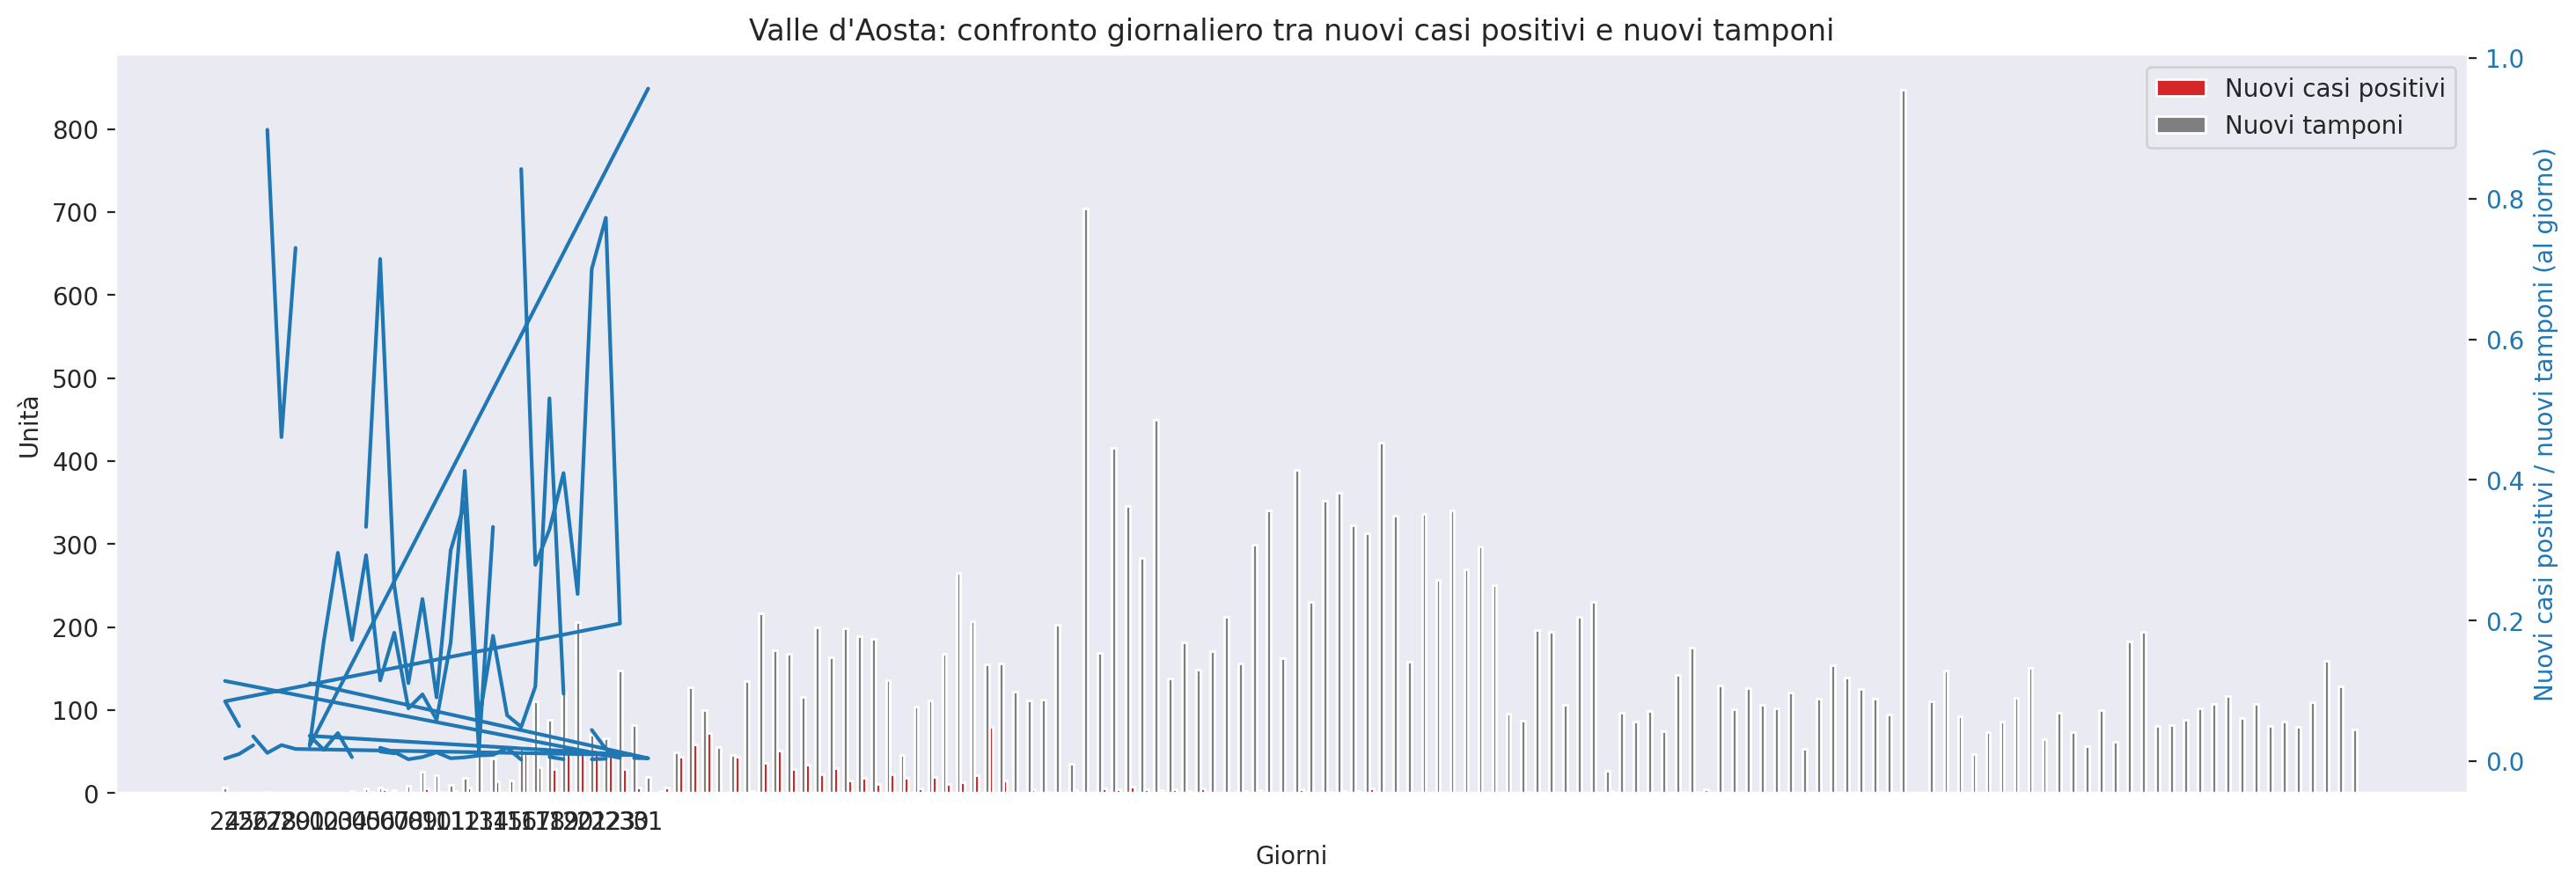 Valle d'Aosta: confronto giornaliero tra nuovi casi positivi e nuovi tamponi
Nuovi casi positivi
Nuovi tamponi
Unità
800
700
600
500
400
300
200
100
0
1.0
0.8
0.6
0.4
0.2
0.0
Nuovi casi positivi / nuovi tamponi (al giorno)
Giorni